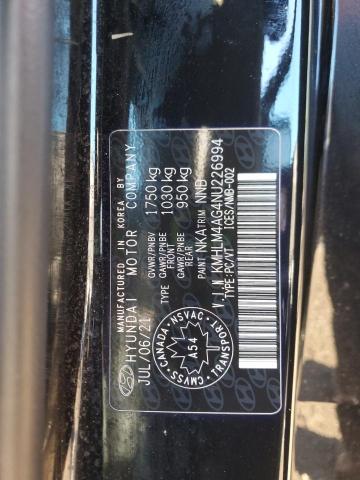 MANUFACTURED IN KOREA BY
HYUNDAI MOTOR COMPANY
JUL/06/21
GVWR/PNBV 1750 kg
GAWR/PNBE FRONT 1030 kg
GAWR/PNBE REAR 950 kg
TYPE:
PAINT NKA TRIM NNB
TYPE:PC/VT ICES/NMB-002
V.I.N KMHLM4AG4NU226994
CANADA NSVAC
A54
CMVSS TRANSPORT